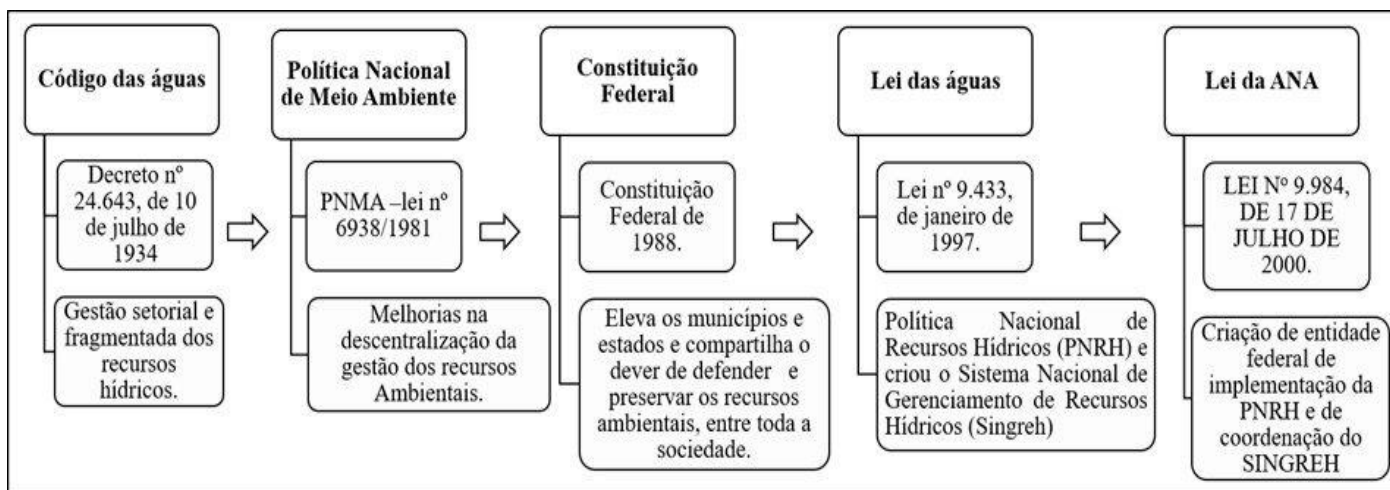 Código das águas
Decreto nº
24.643, de 10
de julho de
1934
Gestão setorial e
fragmentada dos
recursos
hídricos.
Política Nacional
de Meio Ambiente
PNMA –lei nº
6938/1981
Melhorias na
descentralização da
gestão dos recursos
Ambientais.
Constituição
Federal
Constituição
Federal de
1988.
Eleva os municípios e
estados e compartilha o
dever de defender e
preservar os recursos
ambientais, entre toda a
sociedade.
Lei das águas
Lei nº 9.433,
de janeiro de
1997.
Política Nacional de
Recursos Hídricos (PNRH) e
criou o Sistema Nacional de
Gerenciamento de Recursos
Hídricos (Singreh)
Lei da ANA
LEI Nº 9.984,
DE 17 DE
JULHO DE
2000.
Criação de entidade
federal de
implementação da
PNRH e de
coordenação do
SINGREH